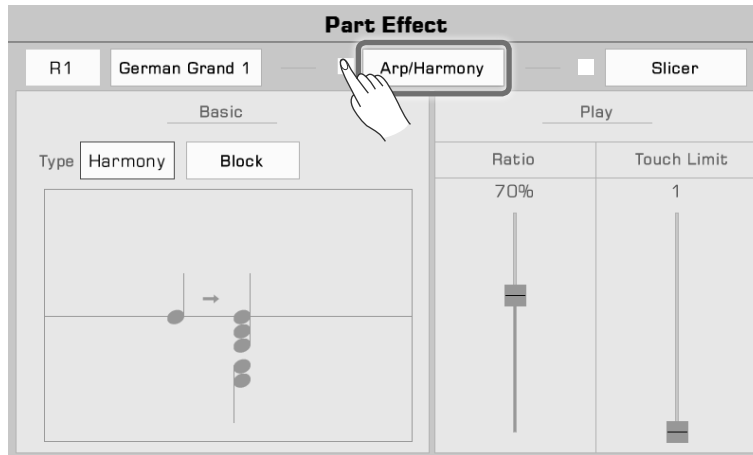 Part Effect
R1 German Grand 1 Arp/Harmony Slicer
Basic
Type Harmony Block
Play
Ratio Touch Limit
70% 1